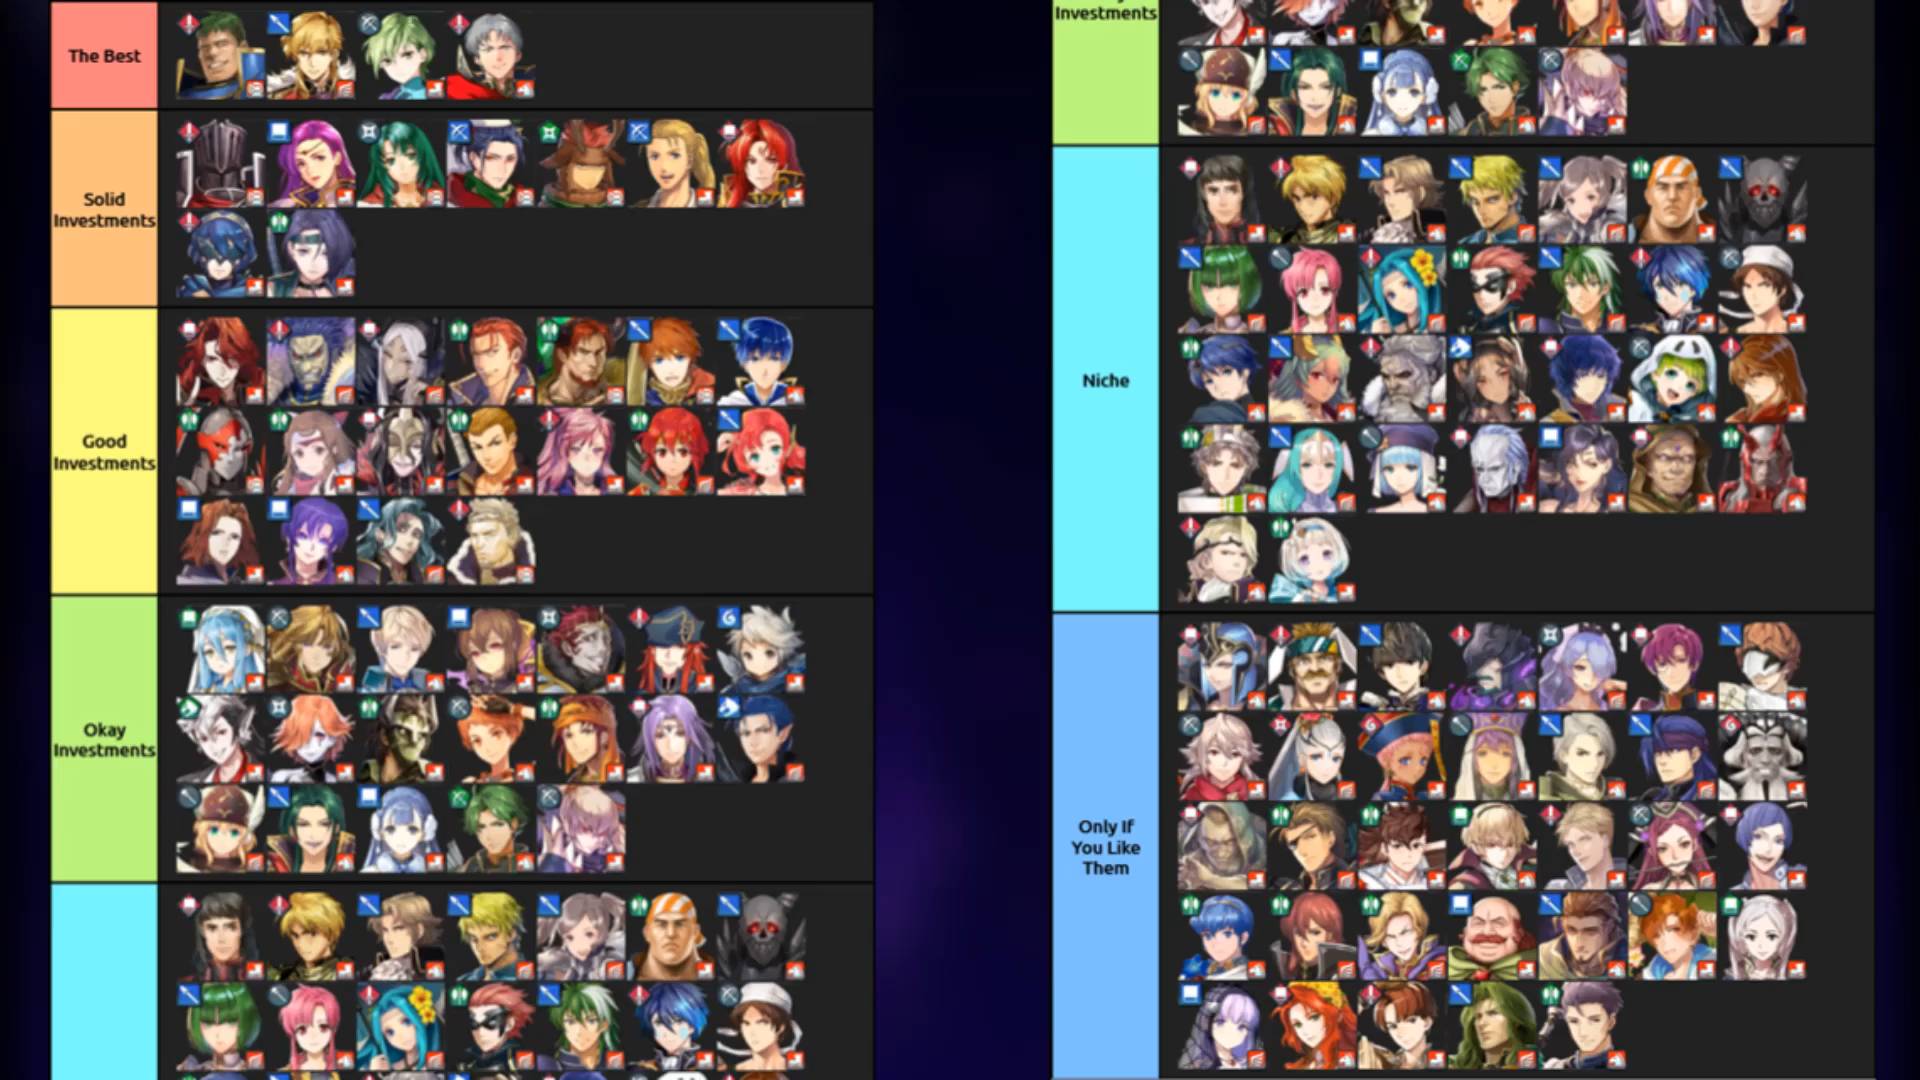 The Best
Solid
Investments
Good
Investments
Okay
Investments
Investments
Niche
Only If
You Like
Them